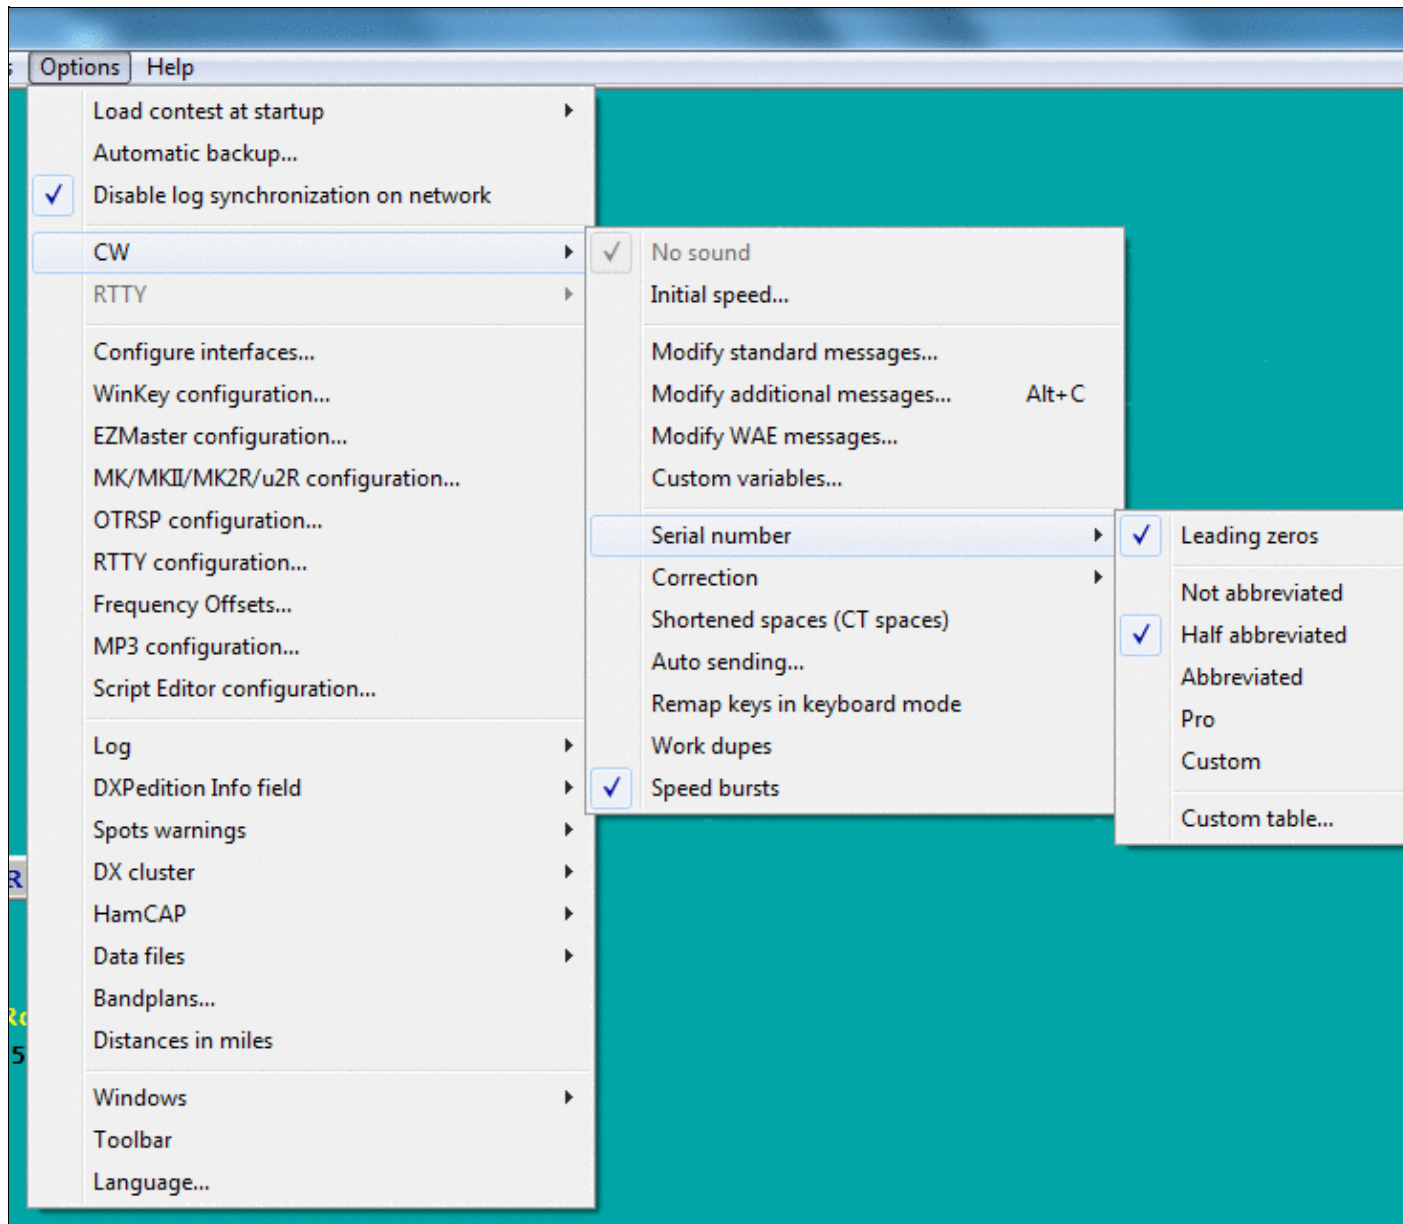 Options Help
Load contest at startup
Automatic backup...
Disable log synchronization on network
CW
RTTY
Configure interfaces...
WinKey configuration...
EZMaster configuration...
MK/MKII/MK2R/u2R configuration...
OTRSP configuration...
RTTY configuration...
Frequency Offsets...
MP3 configuration...
Script Editor configuration...
Log
DXPedition Info field
Spots warnings
DX cluster
HamCAP
Data files
Bandplans...
Distances in miles
Windows
Toolbar
Language...
No sound
Initial speed...
Modify standard messages...
Modify additional messages... Alt+C
Modify WAE messages...
Custom variables...
Serial number
Correction
Shortened spaces (CT spaces)
Auto sending...
Remap keys in keyboard mode
Work dupes
Speed bursts
Leading zeros
Not abbreviated
Half abbreviated
Abbreviated
Pro
Custom
Custom table...
R
5